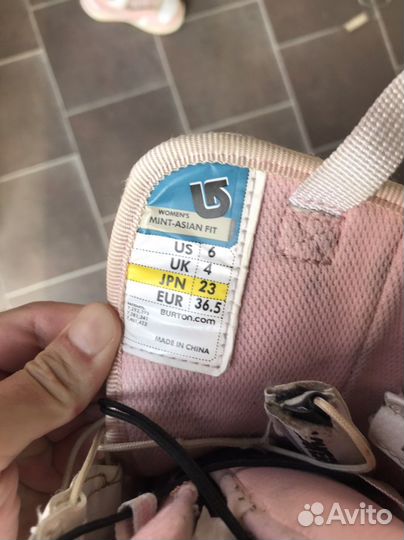 WOMEN'S
MINT-ASIAN FIT
US 6
UK 4
JPN 23
EUR 36.5
BURTON.com
MADE IN CHINA
Avito